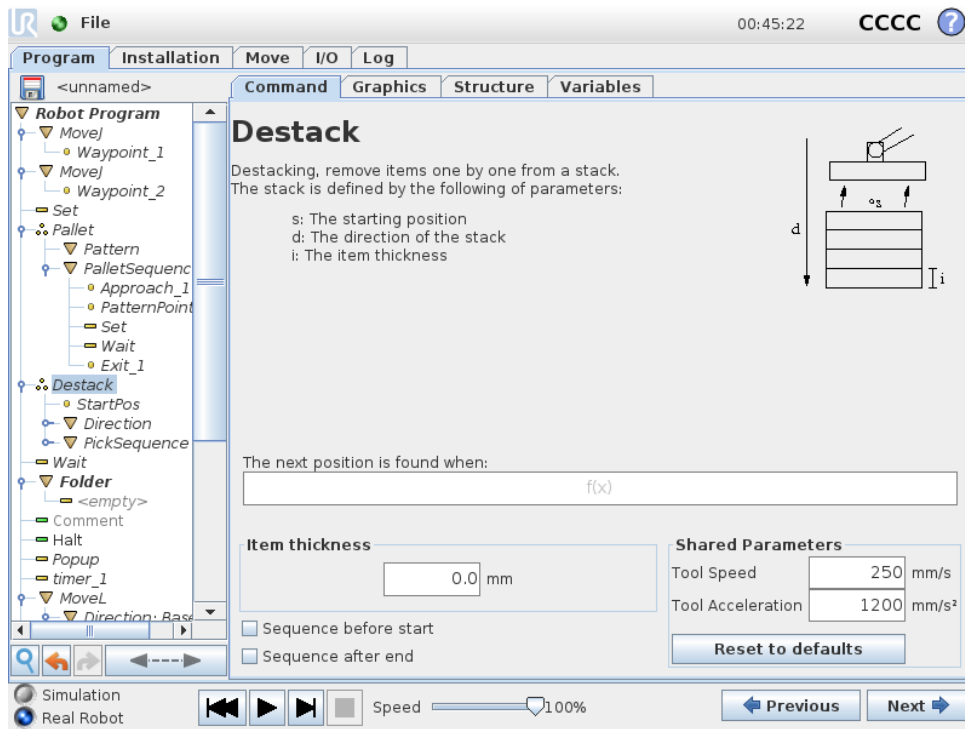 UR File 00:45:22 CCCC ?
Program Installation Move I/O Log
<unnamed>
Command Graphics Structure Variables
Robot Program
MoveJ
Waypoint_1
MoveJ
Waypoint_2
Set
Pallet
Pattern
PalletSequenc
Approach_1
PatternPoint
Set
Wait
Exit_1
Destack
StartPos
Direction
PickSequence
Wait
Folder
<empty>
Comment
Halt
Popup
timer_1
MoveL
Direction: Base
Destack
Destacking, remove items one by one from a stack.
The stack is defined by the following of parameters:
s: The starting position
d: The direction of the stack
i: The item thickness
s
d
i
The next position is found when:
f(x)
Item thickness
0.0 mm
Sequence before start
Sequence after end
Shared Parameters
Tool Speed 250 mm/s
Tool Acceleration 1200 mm/s²
Reset to defaults
Simulation
Real Robot
Speed 100%
Previous Next